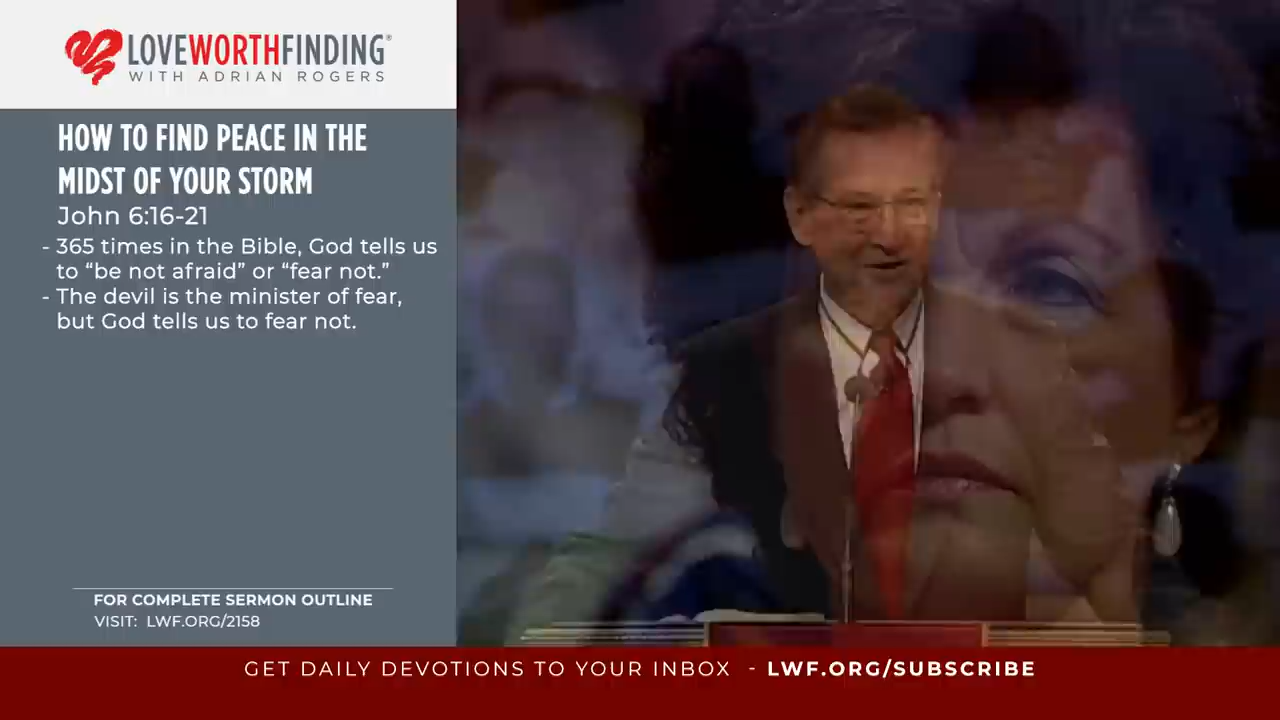 LOVEWORTHFINDING®
WITH ADRIAN ROGERS
HOW TO FIND PEACE IN THE
MIDST OF YOUR STORM
John 6:16-21
- 365 times in the Bible, God tells us
to “be not afraid” or “fear not.”
- The devil is the minister of fear,
but God tells us to fear not.
FOR COMPLETE SERMON OUTLINE
VISIT: LWF.ORG/2158
GET DAILY DEVOTIONS TO YOUR INBOX - LWF.ORG/SUBSCRIBE